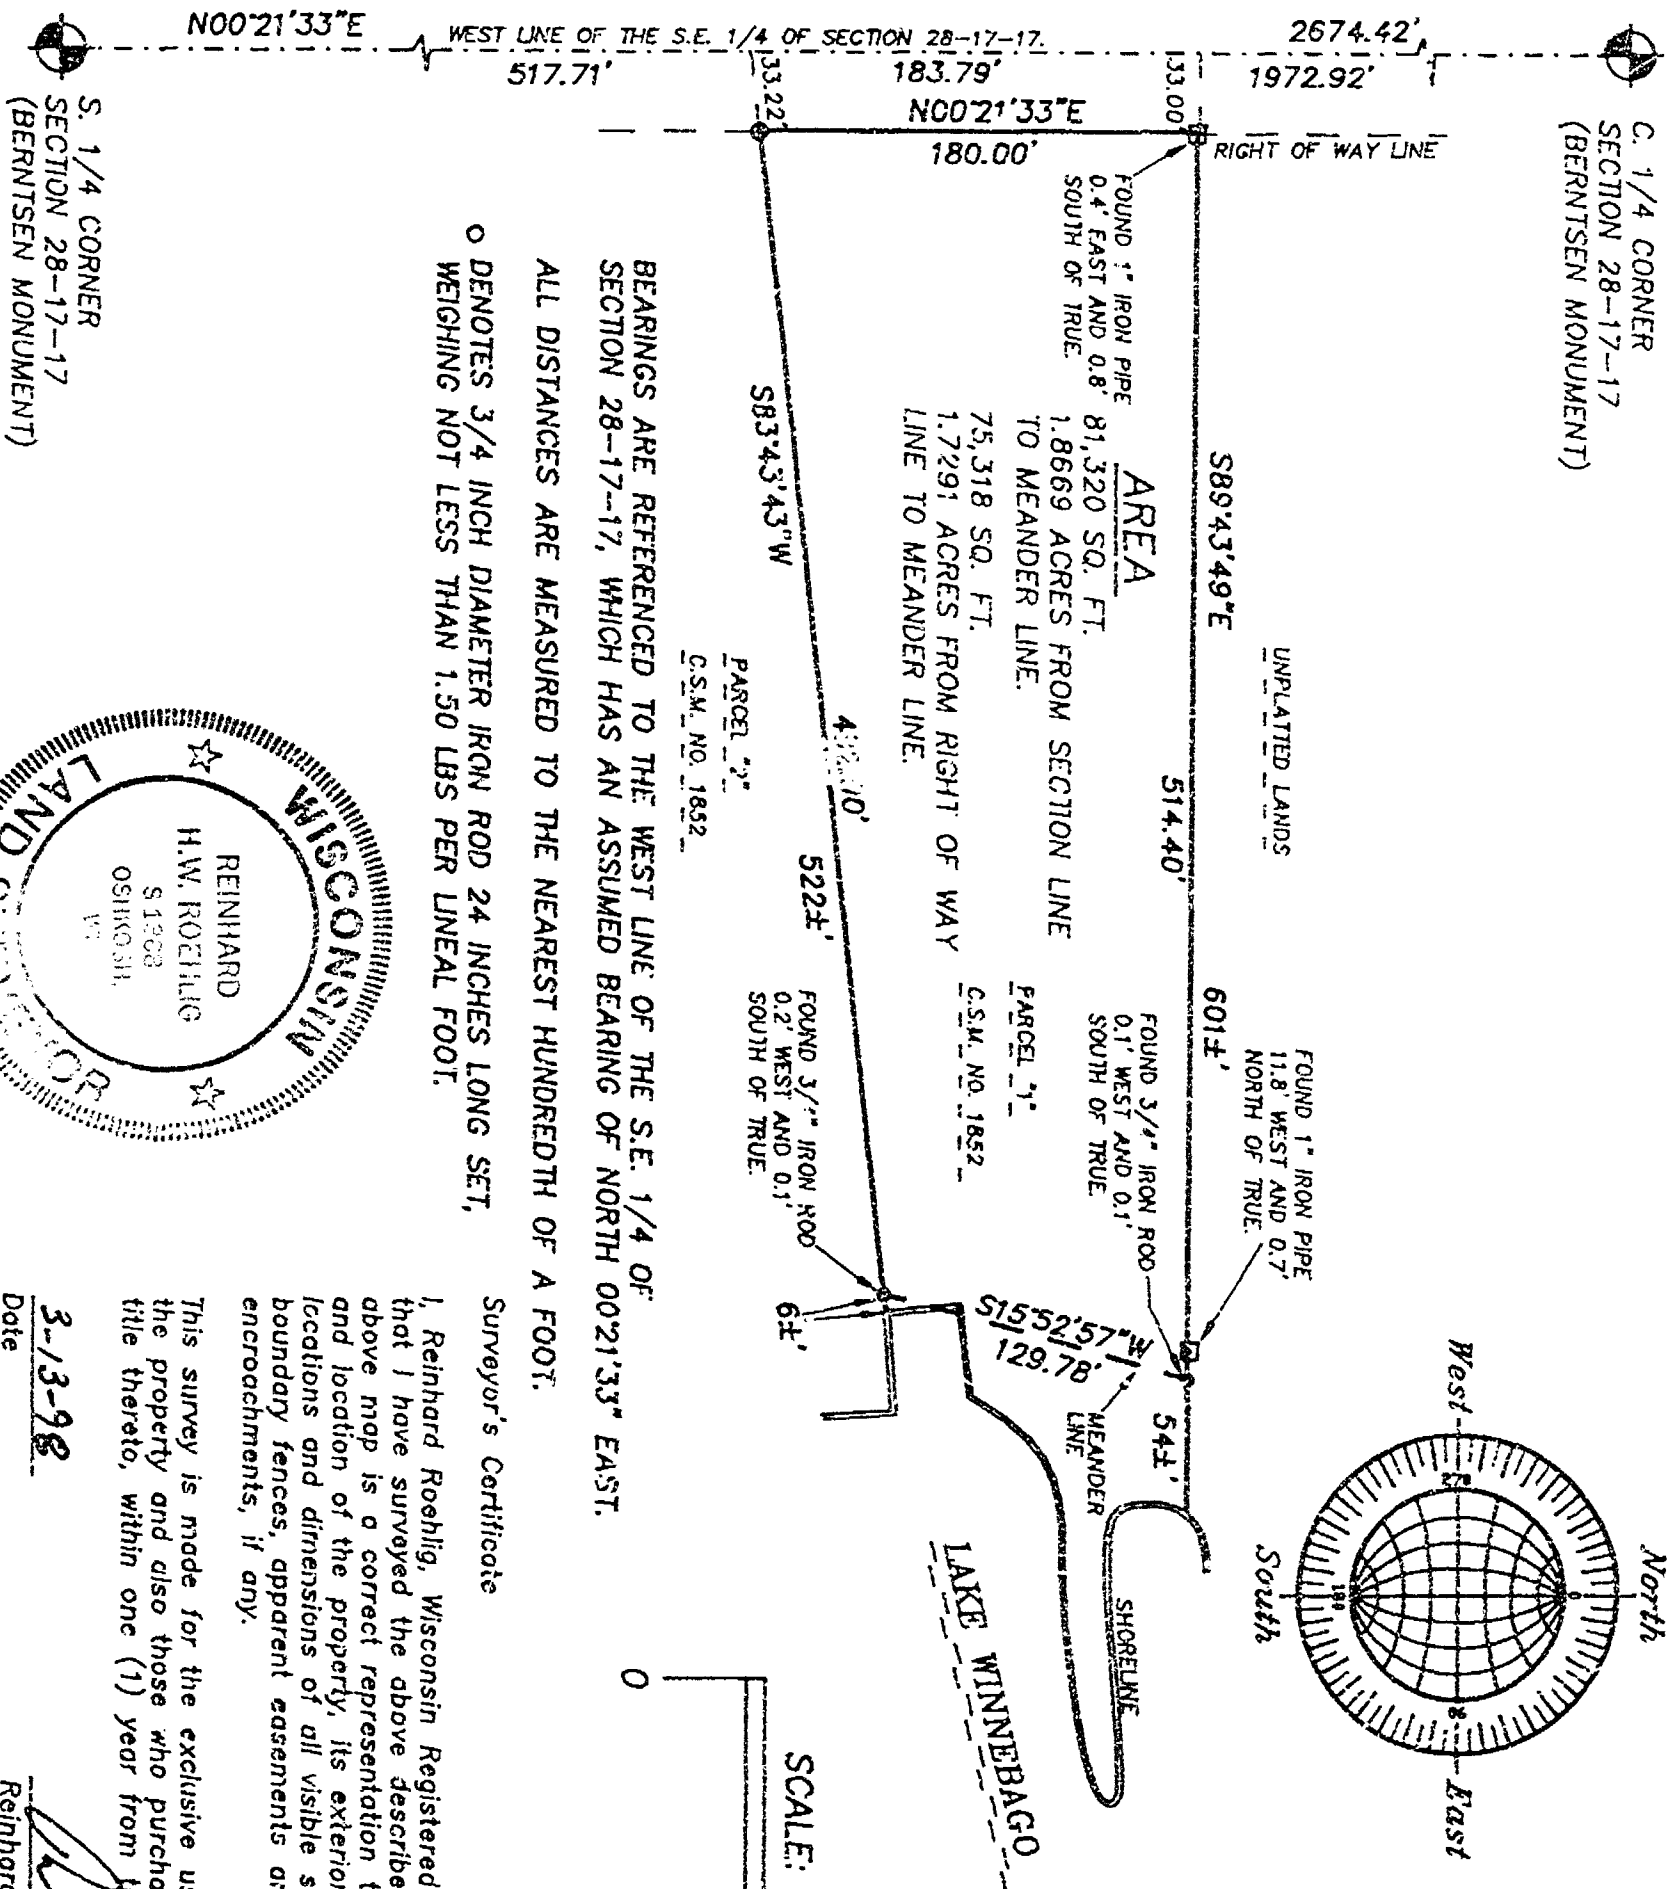 N00°21'33"E
WEST LINE OF THE S.E. 1/4 OF SECTION 28-17-17.
2674.42'
517.71'
183.79'
1972.92'
33.22'
33.00'
N00°21'33"E
180.00'
RIGHT OF WAY LINE
C. 1/4 CORNER
SECTION 28-17-17
(BERNTSEN MONUMENT)
S. 1/4 CORNER
SECTION 28-17-17
(BERNTSEN MONUMENT)
FOUND 1" IRON PIPE
0.4' EAST AND 0.8'
SOUTH OF TRUE.
UNPLATTED LANDS
S89°43'49"E
514.40'
601±'
AREA
81,320 SQ. FT.
1.8669 ACRES FROM SECTION LINE
TO MEANDER LINE.
75,318 SQ. FT.
1.7291 ACRES FROM RIGHT OF WAY
LINE TO MEANDER LINE.
FOUND 1" IRON PIPE
11.8' WEST AND 0.7'
NORTH OF TRUE.
FOUND 3/4" IRON ROD
0.1' WEST AND 0.1'
SOUTH OF TRUE.
PARCEL "1"
C.S.M. NO. 1852
S83°43'43"W
522±'
FOUND 3/4" IRON ROD
0.2' WEST AND 0.1'
SOUTH OF TRUE.
PARCEL "2"
C.S.M. NO. 1852
S15°52'57"W
129.78'
MEANDER
LINE
54±'
6±'
SHORELINE
LAKE WINNEBAGO
North
West
East
South
270
0
180
BEARINGS ARE REFERENCED TO THE WEST LINE OF THE S.E. 1/4 OF
SECTION 28-17-17, WHICH HAS AN ASSUMED BEARING OF NORTH 00°21'33" EAST.
ALL DISTANCES ARE MEASURED TO THE NEAREST HUNDREDTH OF A FOOT.
o DENOTES 3/4 INCH DIAMETER IRON ROD 24 INCHES LONG SET,
WEIGHING NOT LESS THAN 1.50 LBS PER LINEAL FOOT.
SCALE:
0
WISCONSIN
REINHARD
H.W. ROEHLIG
OSHKOSH,
LAND
Surveyor's Certificate
I, Reinhard Roehlig, Wisconsin Registered
that I have surveyed the above describe
above map is a correct representation t
and location of the property, its exterior
locations and dimensions of all visible s
boundary fences, apparent easements a
encroachments, if any.
This survey is made for the exclusive us
the property and also those who purcha
title thereto, within one (1) year from t
3-13-98
Date
Reinhard